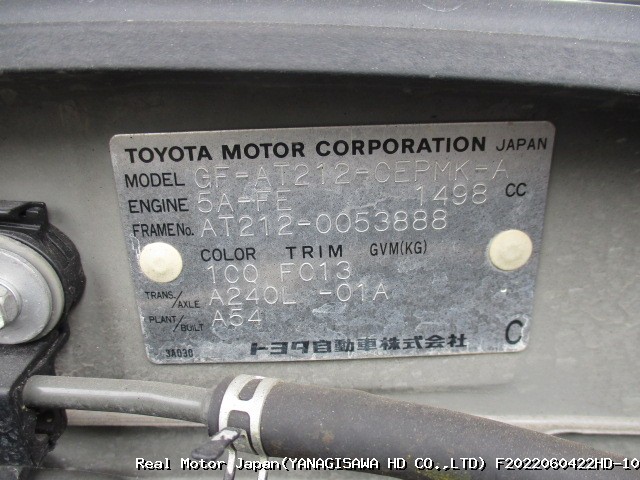 TOYOTA MOTOR CORPORATION JAPAN
MODEL GF-AT212-CEPMK-A
ENGINE 5A-FE 1498 CC
FRAME No. AT212-0053888
COLOR TRIM GVM(KG)
1C0 FC13
TRANS./AXLE A240L -01A
PLANT/BUILT A54
3A030 トヨタ自動車株式会社 C
Real Motor Japan(YANAGISAWA HD CO.,LTD) F2022060422HD-10